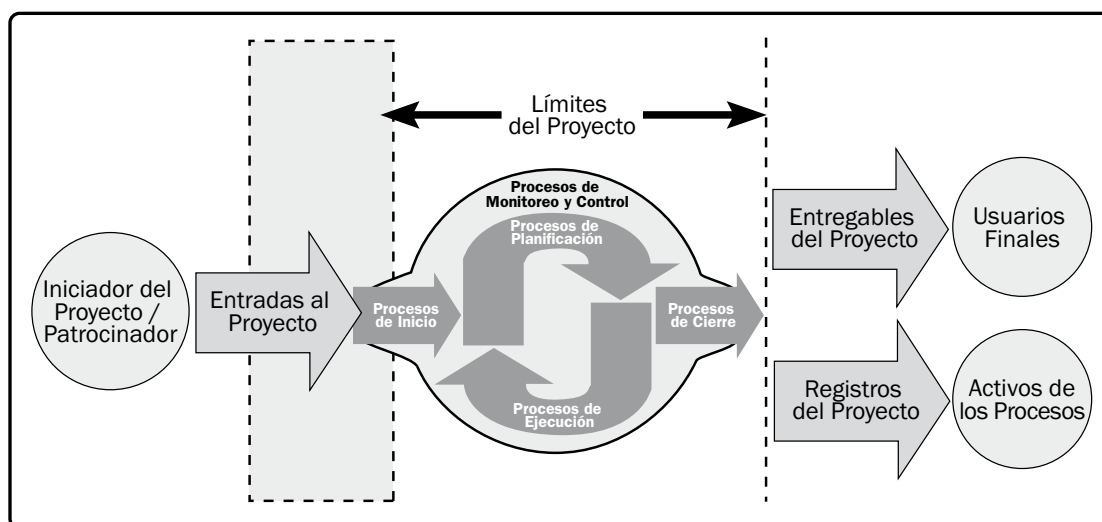 Límites
del Proyecto
Procesos de
Monitoreo y Control
Procesos de
Planificación
Iniciador del
Proyecto /
Patrocinador
Entradas al
Proyecto
Procesos
de Inicio
Procesos
de Cierre
Procesos de
Ejecución
Entregables
del Proyecto
Usuarios
Finales
Registros
del Proyecto
Activos de
los Procesos